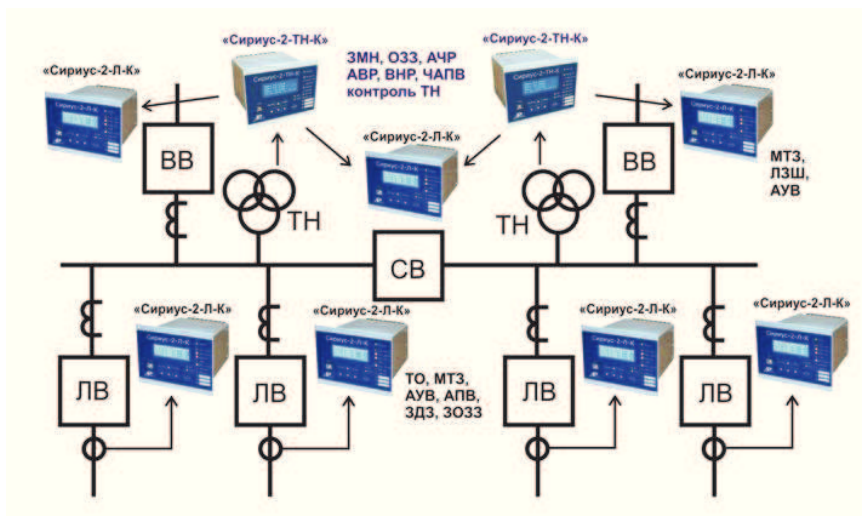 «Сириус-2-ТН-К»
«Сириус-2-ТН-К»
«Сириус-2-Л-К»
ЗМН, ОЗЗ, АЧР
АВР, ВНР, ЧАПВ
контроль ТН
«Сириус-2-Л-К»
«Сириус-2-Л-К»
ВВ
ВВ
МТЗ,
ЛЗШ,
АУВ
ТН
ТН
СВ
«Сириус-2-Л-К»
«Сириус-2-Л-К»
«Сириус-2-Л-К»
«Сириус-2-Л-К»
ЛВ
ЛВ
ТО, МТЗ,
АУВ, АПВ,
ЗДЗ, ЗОЗЗ
ЛВ
ЛВ